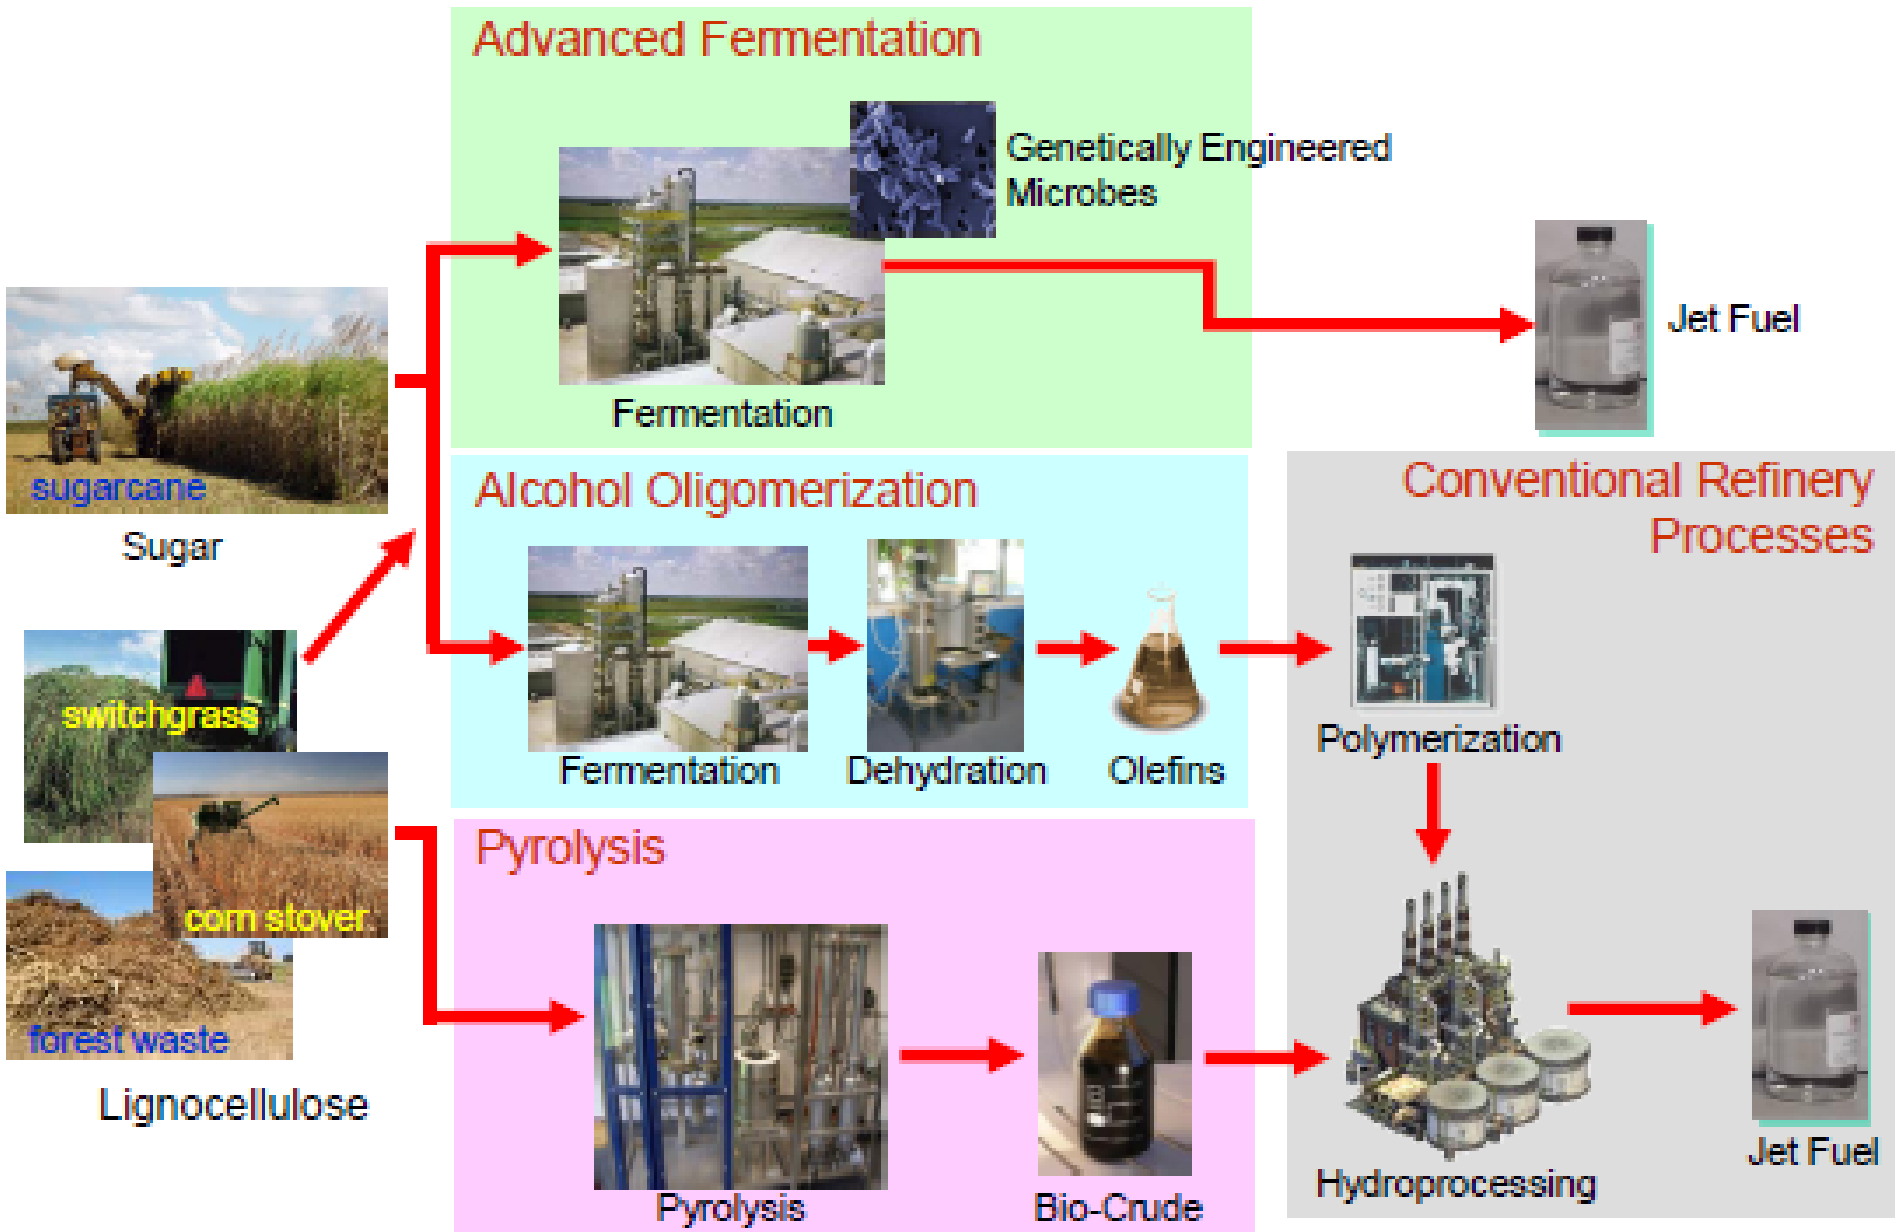 Advanced Fermentation
Genetically Engineered
Microbes
Fermentation
Jet Fuel
sugarcane
Sugar
Alcohol Oligomerization
Fermentation
Dehydration
Olefins
Conventional Refinery
Processes
Polymerization
switchgrass
corn stover
forest waste
Lignocellulose
Pyrolysis
Pyrolysis
Bio-Crude
Hydroprocessing
Jet Fuel